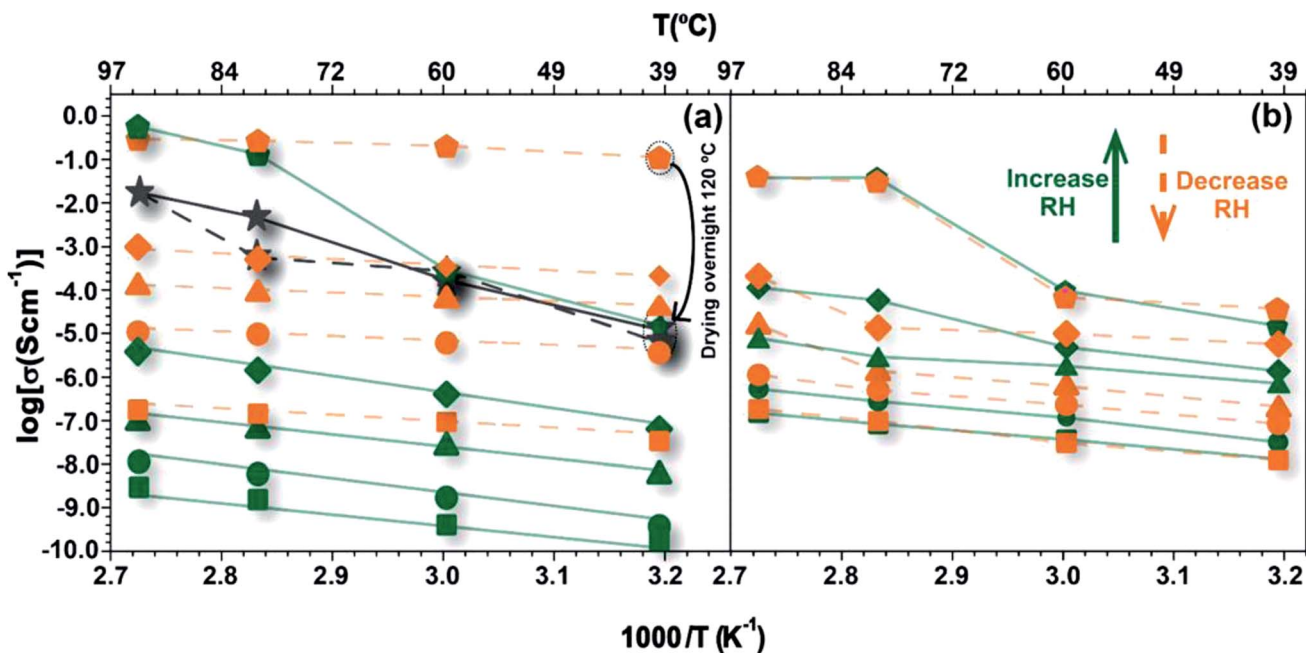 T(ºC)
97 84 72 60 49 39 97 84 72 60 49 39
(a) (b)
0.0
-1.0
-2.0
-3.0
-4.0
-5.0
-6.0
-7.0
-8.0
-9.0
-10.0
log[σ(Scm⁻¹)]
Drying overnight 120 ºC
Increase
RH
Decrease
RH
2.7 2.8 2.9 3.0 3.1 3.2 2.7 2.8 2.9 3.0 3.1 3.2
1000/T (K⁻¹)